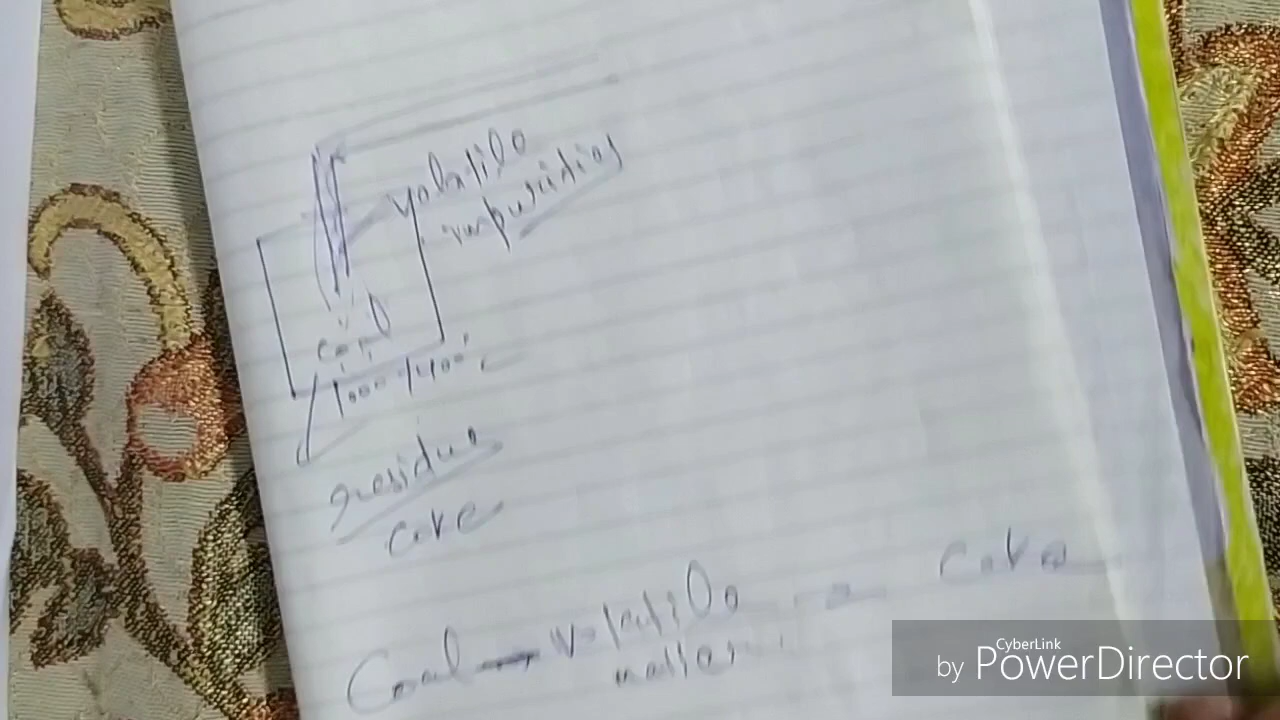 volatile
impurities
coal
1000-1400°C
residue
coke
Coal - volatile = coke
matter
CyberLink
by PowerDirector